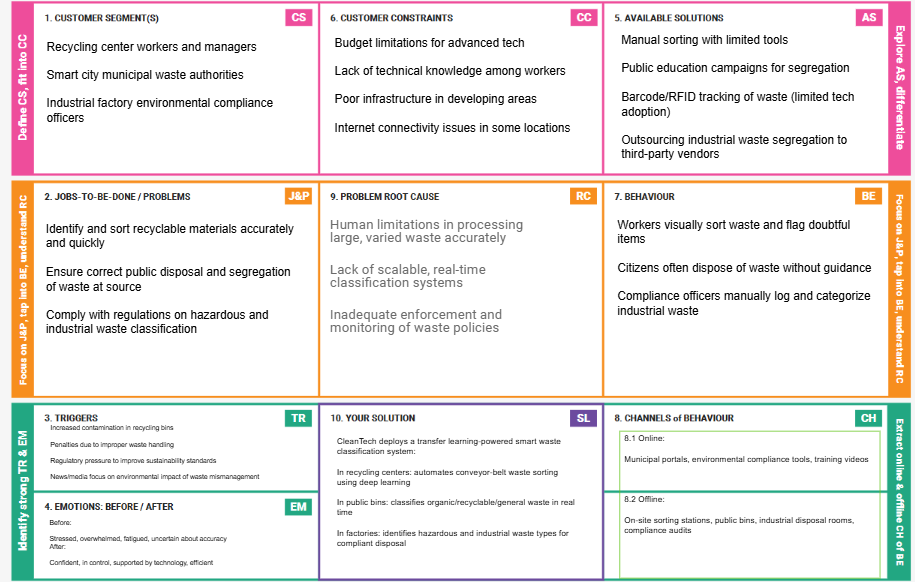 Define CS, fit into CC
1. CUSTOMER SEGMENT(S)
CS
Recycling center workers and managers
Smart city municipal waste authorities
Industrial factory environmental compliance
officers
6. CUSTOMER CONSTRAINTS
CC
Budget limitations for advanced tech
Lack of technical knowledge among workers
Poor infrastructure in developing areas
Internet connectivity issues in some locations
5. AVAILABLE SOLUTIONS
AS
Manual sorting with limited tools
Public education campaigns for segregation
Barcode/RFID tracking of waste (limited tech
adoption)
Outsourcing industrial waste segregation to
third-party vendors
Explore AS, differentiate
Focus on J&P, tap into BE, understand RC
2. JOBS-TO-BE-DONE / PROBLEMS
J&P
Identify and sort recyclable materials accurately
and quickly
Ensure correct public disposal and segregation
of waste at source
Comply with regulations on hazardous and
industrial waste classification
9. PROBLEM ROOT CAUSE
RC
Human limitations in processing
large, varied waste accurately
Lack of scalable, real-time
classification systems
Inadequate enforcement and
monitoring of waste policies
7. BEHAVIOUR
BE
Workers visually sort waste and flag doubtful
items
Citizens often dispose of waste without guidance
Compliance officers manually log and categorize
industrial waste
Focus on J&P, tap into BE, understand RC
Identify strong TR & EM
3. TRIGGERS
TR
Increased contamination in recycling bins
Penalties due to improper waste handling
Regulatory pressure to improve sustainability standards
News/media focus on environmental impact of waste mismanagement
4. EMOTIONS: BEFORE / AFTER
EM
Before:
Stressed, overwhelmed, fatigued, uncertain about accuracy
After:
Confident, in control, supported by technology, efficient
10. YOUR SOLUTION
SL
CleanTech deploys a transfer learning-powered smart waste
classification system:
In recycling centers: automates conveyor-belt waste sorting
using deep learning
In public bins: classifies organic/recyclable/general waste in real
time
In factories: identifies hazardous and industrial waste types for
compliant disposal
8. CHANNELS of BEHAVIOUR
CH
8.1 Online:
Municipal portals, environmental compliance tools, training videos
8.2 Offline:
On-site sorting stations, public bins, industrial disposal rooms,
compliance audits
Extract online & offline CH of BE